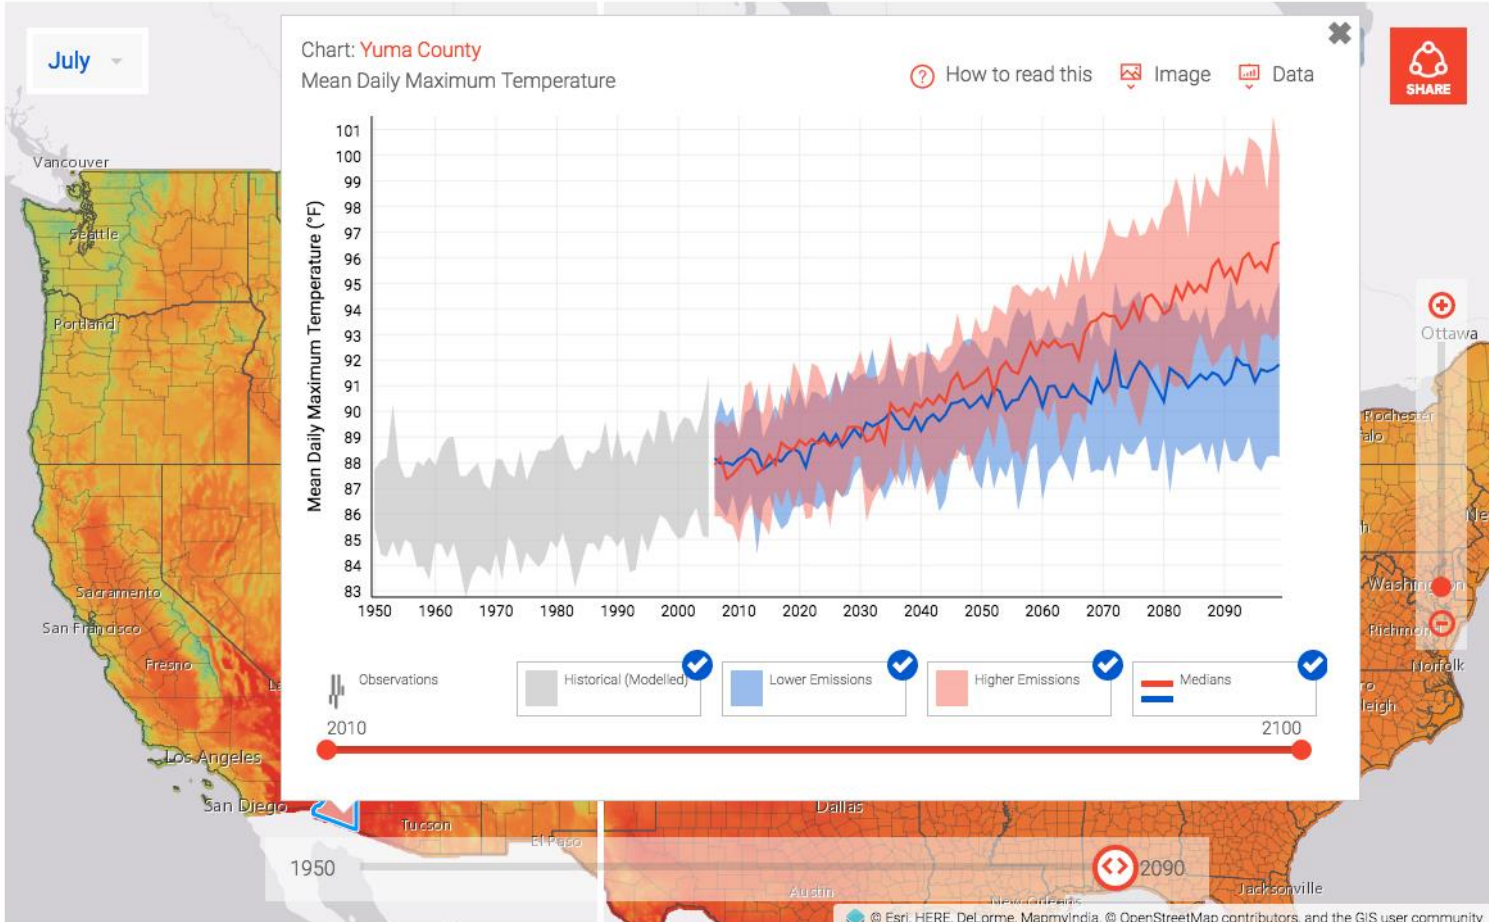 July
Chart: Yuma County
Mean Daily Maximum Temperature
How to read this
Image
Data
SHARE
Mean Daily Maximum Temperature (°F)
101
100
99
98
97
96
95
94
93
92
91
90
89
88
87
86
85
84
83
1950 1960 1970 1980 1990 2000 2010 2020 2030 2040 2050 2060 2070 2080 2090
Observations
Historical (Modelled)
Lower Emissions
Higher Emissions
Medians
2010
2100
Vancouver
Seattle
Portland
Sacramento
San Francisco
Fresno
Los Angeles
San Diego
Tucson
El Paso
Dallas
Austin
New Orleans
Jacksonville
Ottawa
Rochester
alo
Ne
Washington
Richmon
Norfolk
leigh
1950
2090
© Esri, HERE, DeLorme, MapmyIndia, © OpenStreetMap contributors, and the GIS user community